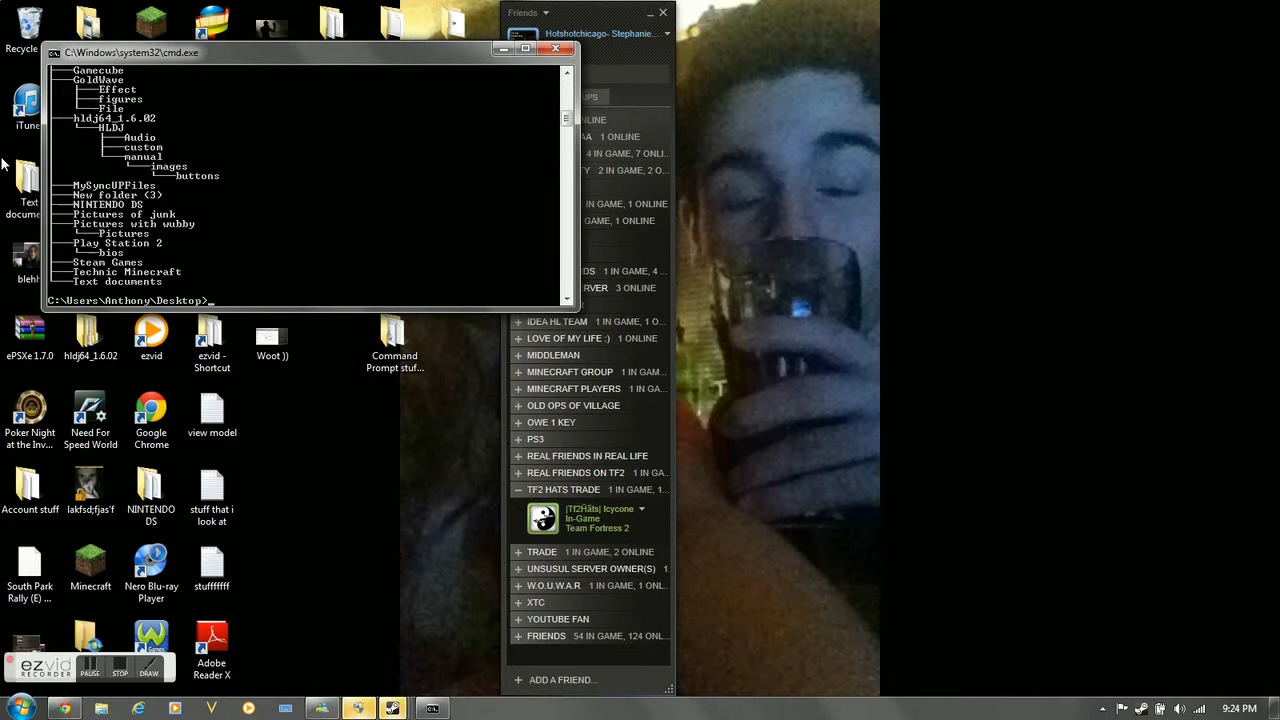 Friends
Hotshotchicago- Stephanie...
C:\Windows\system32\cmd.exe
Gamecube
GoldWave
Effect
figures
File
hldj64_1.6.02
HLDJ
Audio
custom
manual
images
buttons
MySyncUPFiles
New folder (3)
NINTENDO DS
Pictures of junk
Pictures with wubby
Pictures
Play Station 2
bios
Steam Games
Technic Minecraft
Text documents
C:\Users\Anthony\Desktop>_
Recycle
iTune
Text
docume
blehh
1 ONLINE
4 IN GAME, 7 ONLI...
2 IN GAME, 2 O...
IN GAME, 1 ONLINE
GAME, 1 ONLINE
1 IN GAME, 4 ...
3 ONLINE
IDEA HL TEAM 1 IN GAME, 1 O...
LOVE OF MY LIFE :) 1 ONLINE
MIDDLEMAN
MINECRAFT GROUP 1 IN GAM...
MINECRAFT PLAYERS 1 IN GA...
OLD OPS OF VILLAGE
OWE 1 KEY
PS3
REAL FRIENDS IN REAL LIFE
REAL FRIENDS ON TF2 1 IN GA...
TF2 HATS TRADE 1 IN GAME, 1...
|Tf2Hats| Icycone
In-Game
Team Fortress 2
TRADE 1 IN GAME, 2 ONLINE
UNSUSUL SERVER OWNER(S) 1
W.O.U.W.A.R 1 IN GAME, 1 ONL...
XTC
YOUTUBE FAN
FRIENDS 54 IN GAME, 124 ONL...
ADD A FRIEND...
ePSXe 1.7.0
hldj64_1.6.02
ezvid
ezvid -
Shortcut
Woot ))
Command
Prompt stuf...
Poker Night
at the Inv...
Need For
Speed World
Google
Chrome
view model
Account stuff
lakfsd;fjas'f
NINTENDO
DS
stuff that i
look at
South Park
Rally (E) ...
Minecraft
Nero Blu-ray
Player
stufffffff
Games
Adobe
Reader X
ezvid
RECORDER
PAUSE
STOP
DRAW
9:24 PM